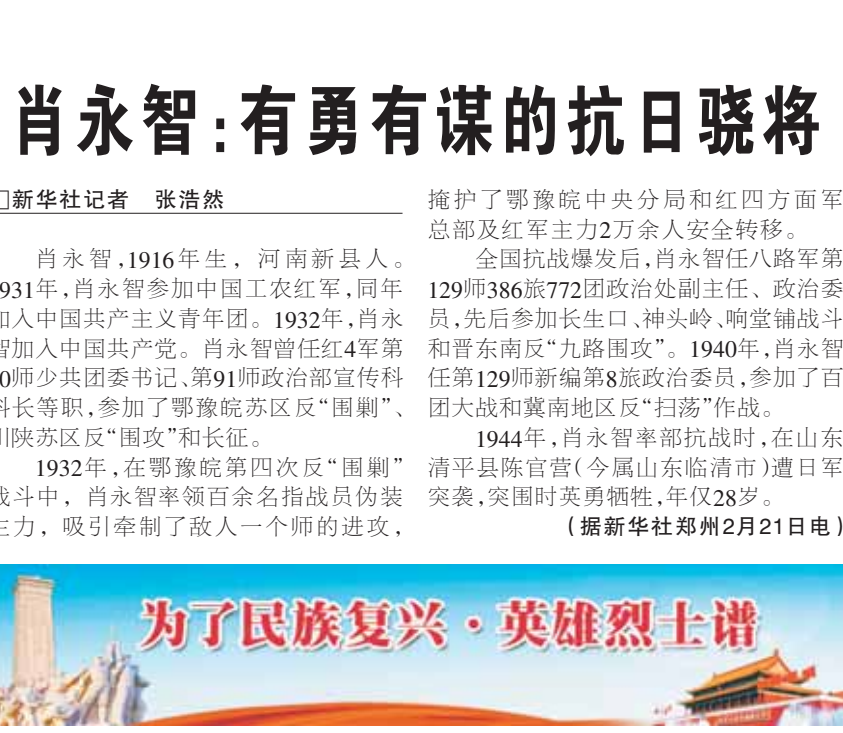 肖永智:有勇有谋的抗日骁将
□新华社记者 张浩然
肖永智,1916年生，河南新县人。
931年,肖永智参加中国工农红军,同年
加入中国共产主义青年团。1932年,肖永
智加入中国共产党。肖永智曾任红4军第
0师少共团委书记、第91师政治部宣传科
科长等职,参加了鄂豫皖苏区反“围剿”、
川陕苏区反“围攻”和长征。
1932年,在鄂豫皖第四次反“围剿”
战斗中，肖永智率领百余名指战员伪装
主力，吸引牵制了敌人一个师的进攻，
掩护了鄂豫皖中央分局和红四方面军
总部及红军主力2万余人安全转移。
全国抗战爆发后,肖永智任八路军第
129师386旅772团政治处副主任、政治委
员,先后参加长生口、神头岭、响堂铺战斗
和晋东南反“九路围攻”。1940年,肖永智
任第129师新编第8旅政治委员,参加了百
团大战和冀南地区反“扫荡”作战。
1944年,肖永智率部抗战时,在山东
清平县陈官营(今属山东临清市)遭日军
突袭,突围时英勇牺牲,年仅28岁。
(据新华社郑州2月21日电)
为了民族复兴·英雄烈士谱